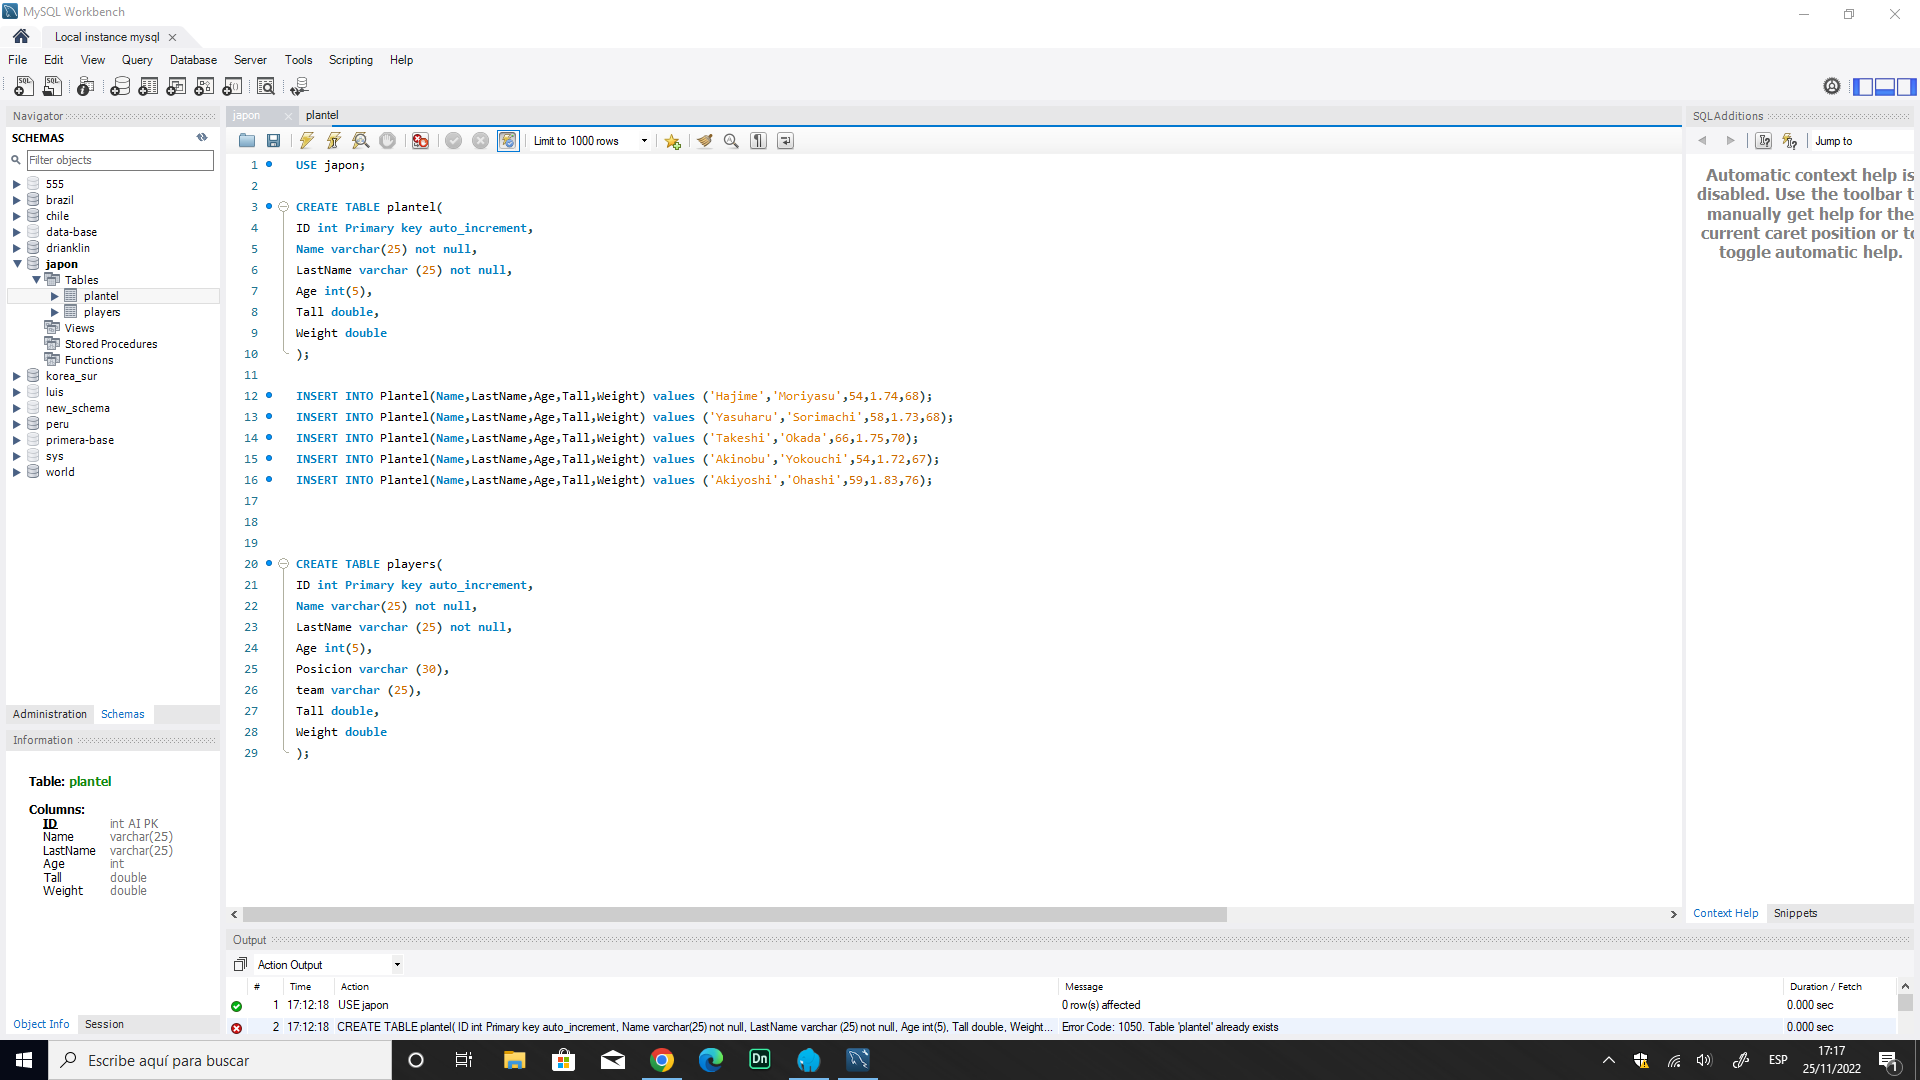 MySQL Workbench
Local instance mysql
File Edit View Query Database Server Tools Scripting Help
Navigator
SCHEMAS
Filter objects
555
brazil
chile
data-base
drianklin
japon
Tables
plantel
players
Views
Stored Procedures
Functions
korea_sur
luis
new_schema
peru
primera-base
sys
world
Administration Schemas
Information
Table: plantel
Columns:
ID int AI PK
Name varchar(25)
LastName varchar(25)
Age int
Tall double
Weight double
Object Info Session
japon plantel
Limit to 1000 rows
1 USE japon;
2
3 CREATE TABLE plantel(
4 ID int Primary key auto_increment,
5 Name varchar(25) not null,
6 LastName varchar (25) not null,
7 Age int(5),
8 Tall double,
9 Weight double
10 );
11
12 INSERT INTO Plantel(Name,LastName,Age,Tall,Weight) values ('Hajime','Moriyasu',54,1.74,68);
13 INSERT INTO Plantel(Name,LastName,Age,Tall,Weight) values ('Yasuharu','Sorimachi',58,1.73,68);
14 INSERT INTO Plantel(Name,LastName,Age,Tall,Weight) values ('Takeshi','Okada',66,1.75,70);
15 INSERT INTO Plantel(Name,LastName,Age,Tall,Weight) values ('Akinobu','Yokouchi',54,1.72,67);
16 INSERT INTO Plantel(Name,LastName,Age,Tall,Weight) values ('Akiyoshi','Ohashi',59,1.83,76);
17
18
19
20 CREATE TABLE players(
21 ID int Primary key auto_increment,
22 Name varchar(25) not null,
23 LastName varchar (25) not null,
24 Age int(5),
25 Posicion varchar (30),
26 team varchar (25),
27 Tall double,
28 Weight double
29 );
SQLAdditions
Jump to
Automatic context help is
disabled. Use the toolbar t
manually get help for the
current caret position or to
toggle automatic help.
Context Help Snippets
Output
Action Output
# Time Action Message Duration / Fetch
1 17:12:18 USE japon 0 row(s) affected 0.000 sec
2 17:12:18 CREATE TABLE plantel( ID int Primary key auto_increment, Name varchar(25) not null, LastName varchar (25) not null, Age int(5), Tall double, Weight... Error Code: 1050. Table 'plantel' already exists 0.000 sec
Escribe aquí para buscar
Dn
ESP
17:17
25/11/2022
1